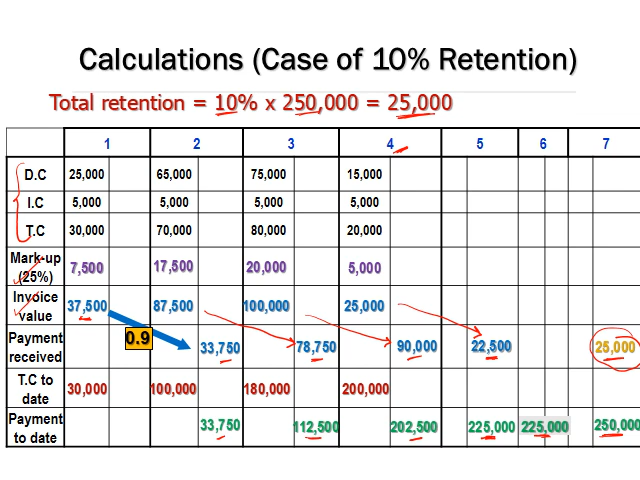 Calculations (Case of 10% Retention)
Total retention = 10% x 250,000 = 25,000
1 2 3 4 5 6 7
D.C 25,000 65,000 75,000 15,000
I.C 5,000 5,000 5,000 5,000
T.C 30,000 70,000 80,000 20,000
Mark-up
(25%) 7,500 17,500 20,000 5,000
Invoice
value 37,500 87,500 100,000 25,000
0.9
Payment
received 33,750 78,750 90,000 22,500 25,000
T.C to
date 30,000 100,000 180,000 200,000
Payment
to date 33,750 112,500 202,500 225,000 225,000 250,000